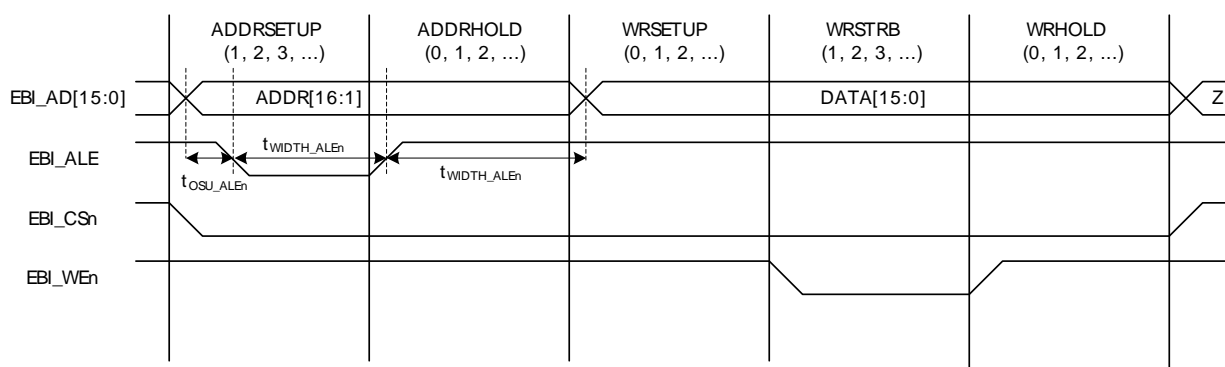 ADDRSETUP ADDRHOLD WRSETUP WRSTRB WRHOLD
(1, 2, 3, ...) (0, 1, 2, ...) (0, 1, 2, ...) (1, 2, 3, ...) (0, 1, 2, ...)
EBI_AD[15:0] ADDR[16:1] DATA[15:0] Z
EBI_ALE tWIDTH_ALEn
tOSU_ALEn tWIDTH_ALEn
EBI_CSn
EBI_WEn